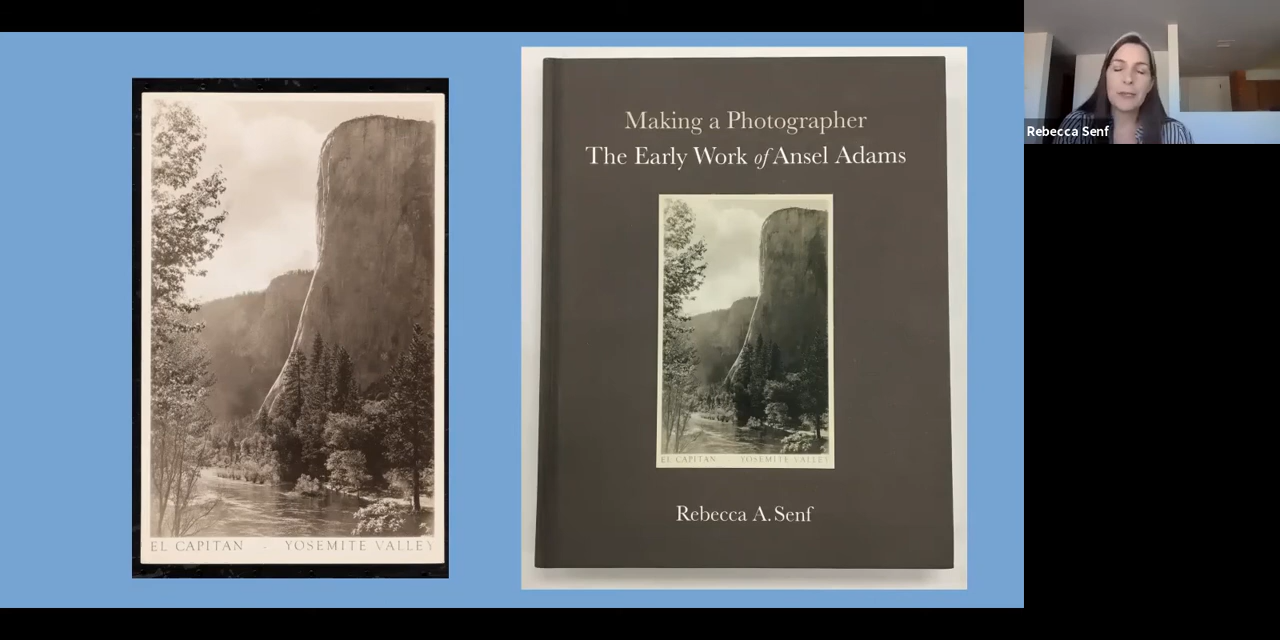 EL CAPITAN - YOSEMITE VALLEY
Making a Photographer
The Early Work of Ansel Adams
EL CAPITAN YOSEMITE VALLEY
Rebecca A. Senf
Rebecca Senf